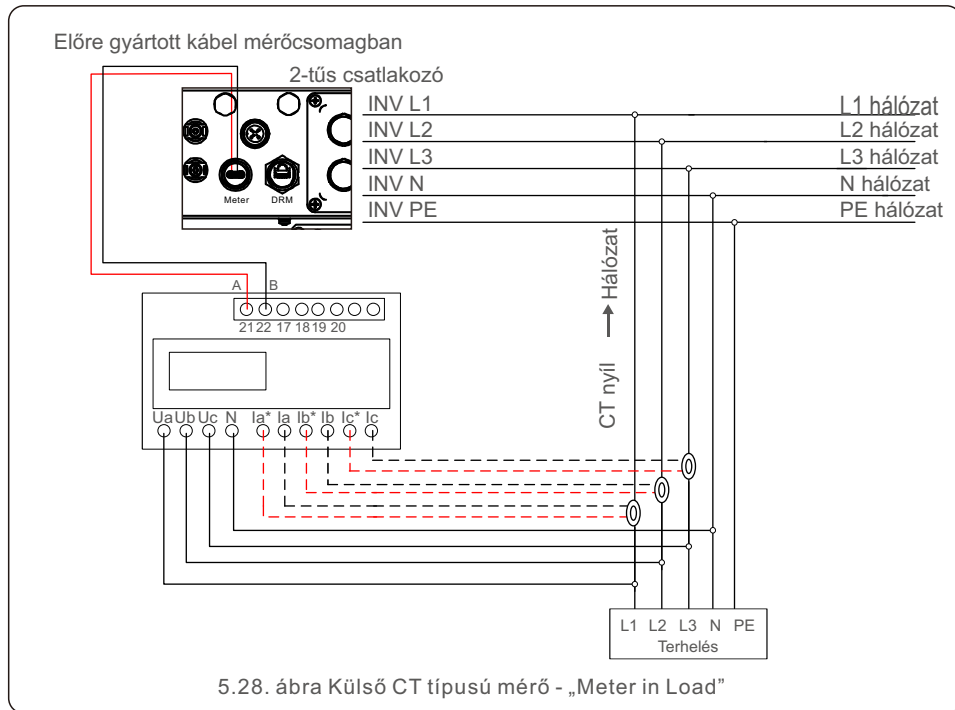 Előre gyártott kábel mérőcsomagban
2-tűs csatlakozó
INV L1
L1 hálózat
INV L2
L2 hálózat
INV L3
L3 hálózat
INV N
N hálózat
INV PE
PE hálózat
Meter
DRM
CT nyíl
Hálózat
A
B
21 22 17 18 19 20
Ua Ub Uc N Ia* Ia Ib* Ib Ic* Ic
L1 L2 L3 N PE
Terhelés
5.28. ábra Külső CT típusú mérő - „Meter in Load”